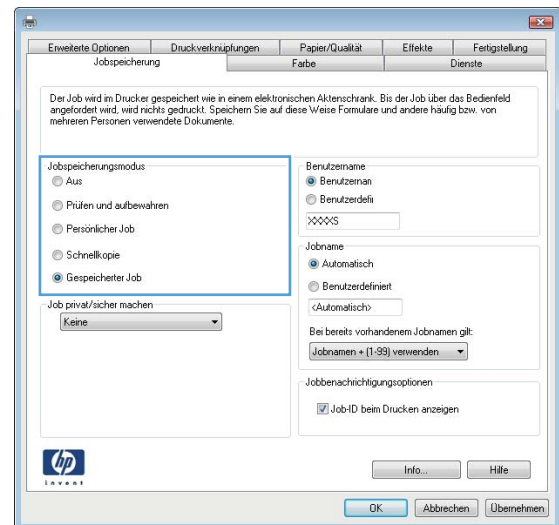 Erweiterte Optionen Druckverknüpfungen Papier/Qualität Effekte Fertigstellung
Jobspeicherung Farbe Dienste
Der Job wird im Drucker gespeichert wie in einem elektronischen Aktenschrank. Bis der Job über das Bedienfeld
angefordert wird, wird nichts gedruckt. Speichern Sie auf diese Weise Formulare und andere häufig bzw. von
mehreren Personen verwendete Dokumente.
Jobspeicherungsmodus
Aus
Prüfen und aufbewahren
Persönlicher Job
Schnellkopie
Gespeicherter Job
Job privat/sicher machen
Keine
Benutzername
Benutzernan
Benutzerdefii
XXXXS
Jobname
Automatisch
Benutzerdefiniert
<Automatisch>
Bei bereits vorhandenem Jobnamen gilt:
Jobnamen + (1-99) verwenden
Jobbenachrichtigungsoptionen
Job-ID beim Drucken anzeigen
hp
invent
Info... Hilfe
OK Abbrechen Übernehmen